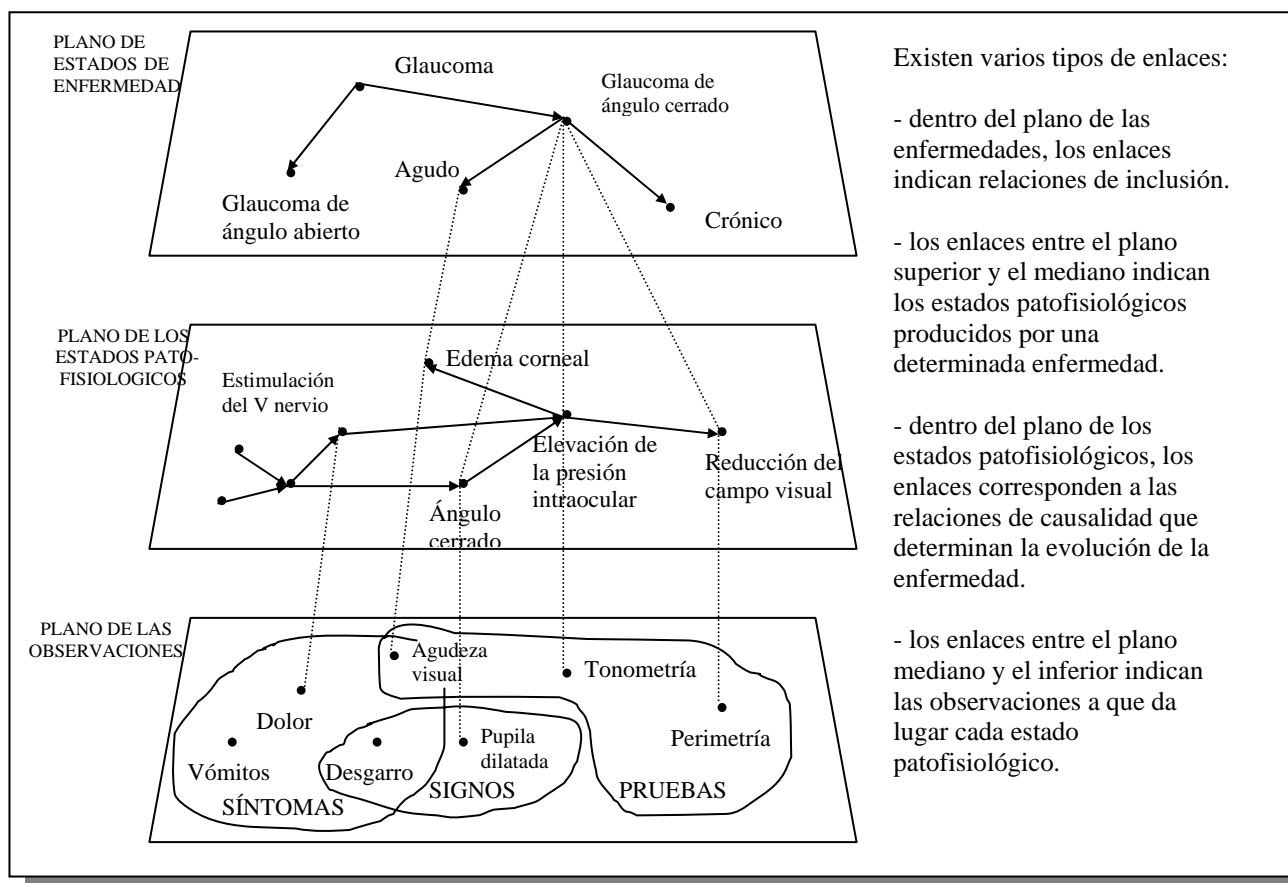 PLANO DE
ESTADOS DE
ENFERMEDAD
Glaucoma
Glaucoma de
ángulo cerrado
Agudo
Glaucoma de
ángulo abierto
Crónico
PLANO DE LOS
ESTADOS PATO-
FISIOLOGICOS
Edema corneal
Estimulación
del V nervio
Elevación de
la presión
intraocular
Reducción del
campo visual
Ángulo
cerrado
PLANO DE LAS
OBSERVACIONES
Agudeza
visual
Tonometría
Dolor
Perimetría
Vómitos
Desgarro
Pupila
dilatada
SÍNTOMAS
SIGNOS
PRUEBAS
Existen varios tipos de enlaces:
- dentro del plano de las
enfermedades, los enlaces
indican relaciones de inclusión.
- los enlaces entre el plano
superior y el mediano indican
los estados patofisiológicos
producidos por una
determinada enfermedad.
- dentro del plano de los
estados patofisiológicos, los
enlaces corresponden a las
relaciones de causalidad que
determinan la evolución de la
enfermedad.
- los enlaces entre el plano
mediano y el inferior indican
las observaciones a que da
lugar cada estado
patofisiológico.